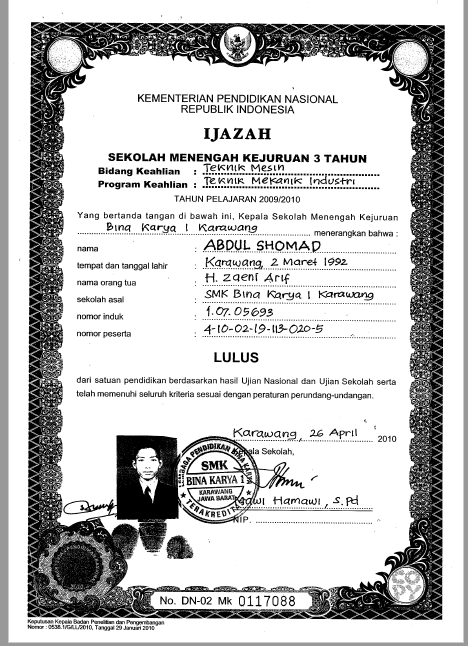 KEMENTERIAN PENDIDIKAN NASIONAL
REPUBLIK INDONESIA
IJAZAH
SEKOLAH MENENGAH KEJURUAN 3 TAHUN
Bidang Keahlian : Teknik Mesin
Program Keahlian : Teknik Mekanik Industri
TAHUN PELAJARAN 2009/2010
Yang bertanda tangan di bawah ini, Kepala Sekolah Menengah Kejuruan
Bina Karya 1 Karawang menerangkan bahwa :
nama : ABDUL SHOMAD
tempat dan tanggal lahir : Karawang, 2 Maret 1992
nama orang tua : H. Zaeni Arif
sekolah asal : SMK Bina Karya 1 Karawang
nomor induk : 1.07.05693
nomor peserta : 4-10-02-19-113-020-5
LULUS
dari satuan pendidikan berdasarkan hasil Ujian Nasional dan Ujian Sekolah serta
telah memenuhi seluruh kriteria sesuai dengan peraturan perundang-undangan.
Karawang, 26 April 2010
Kepala Sekolah,
LEMBAGA PENDIDIKAN BINA KARYA
SMK
BINA KARYA 1
KARAWANG
JAWA BARAT
TERAKREDITASI
Hamawi, S.Pd
NIP.
No. DN-02 Mk 0117088
Keputusan Kepala Badan Penelitian dan Pengembangan
Nomor : 0538.1/G/LL/2010, Tanggal 29 Januari 2010